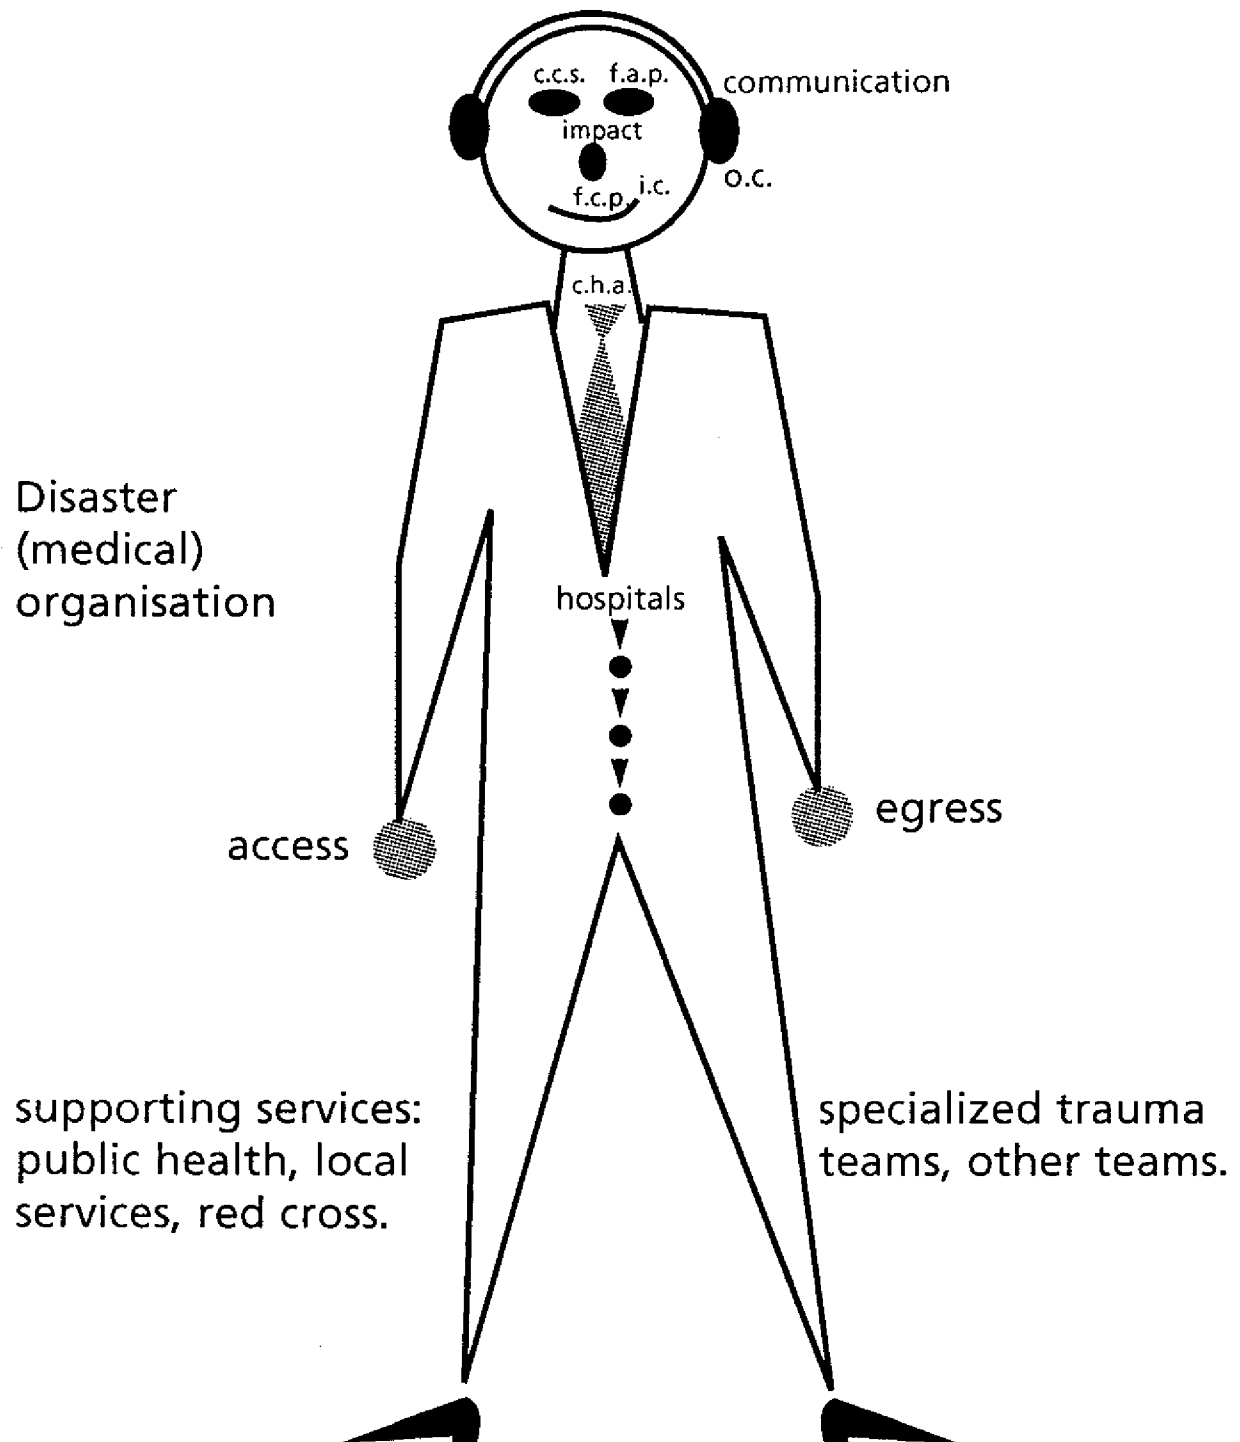 c.c.s. f.a.p.
communication
impact
o.c.
f.c.p. i.c.
c.h.a.
Disaster
(medical)
organisation
hospitals
access
egress
supporting services:
public health, local
services, red cross.
specialized trauma
teams, other teams.